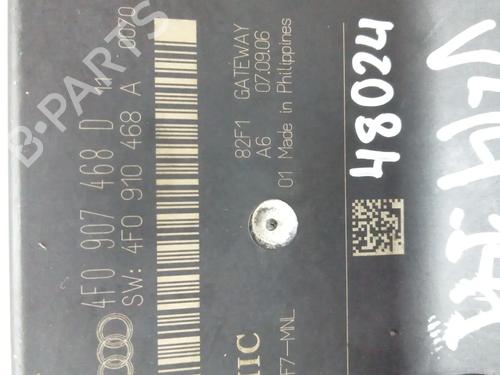 4F0 907 468 D
SW: 4F0 910 468 A
0070
82F1 GATEWAY
A6 07.09.06
01 Made in Philippines
48024
F7-MNL
B-PARTS